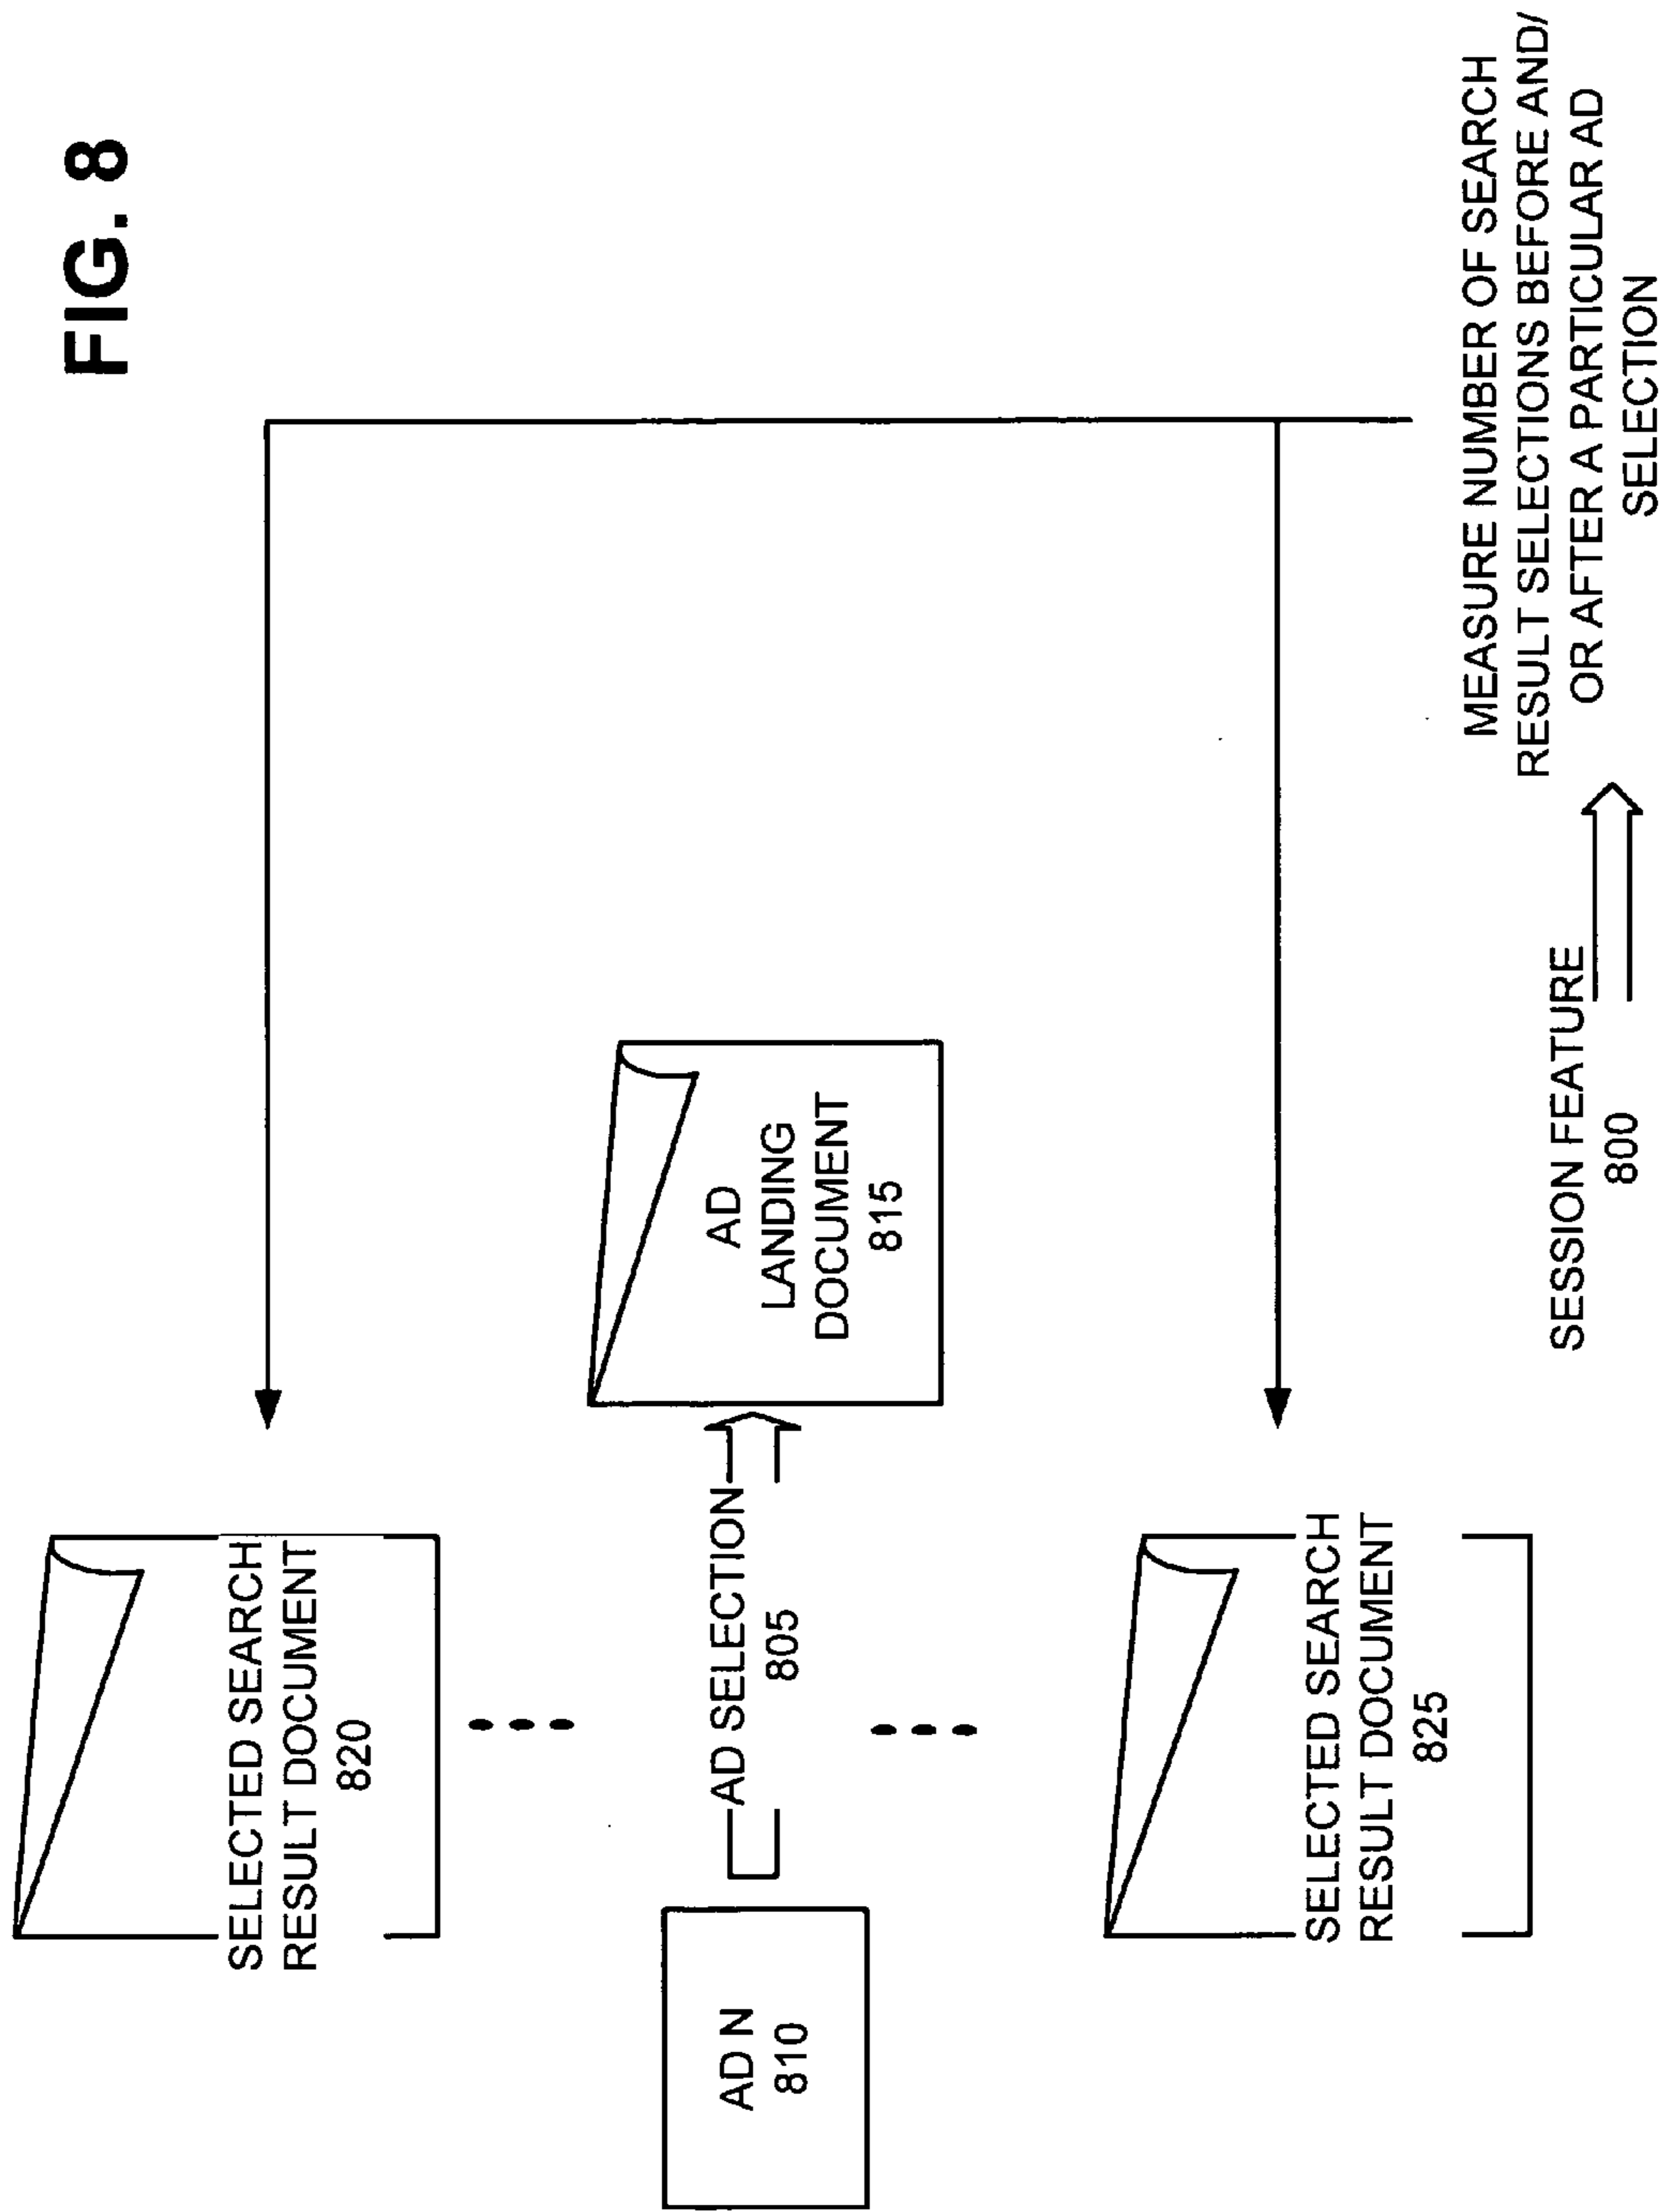 FIG. 8
SELECTED SEARCH
RESULT DOCUMENT
820
AD N
810
AD SELECTION
805
AD
LANDING
DOCUMENT
815
SELECTED SEARCH
RESULT DOCUMENT
825
SESSION FEATURE
800
MEASURE NUMBER OF SEARCH
RESULT SELECTIONS BEFORE AND/
OR AFTER A PARTICULAR AD
SELECTION